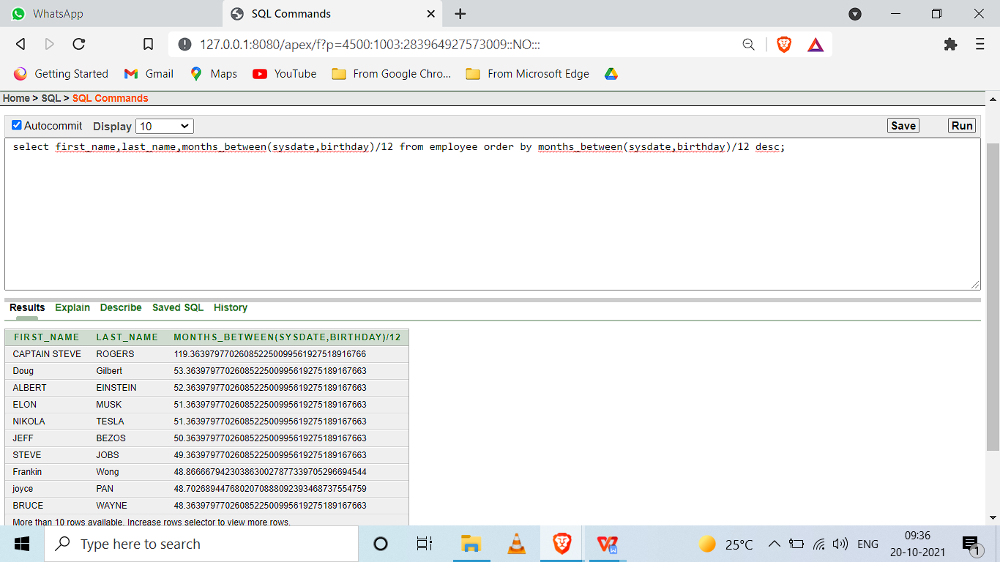 WhatsApp SQL Commands
127.0.0.1:8080/apex/f?p=4500:1003:283964927573009::NO:::
Getting Started Gmail Maps YouTube From Google Chro... From Microsoft Edge
Home > SQL > SQL Commands
Autocommit Display 10 Save Run
select first_name,last_name,months_between(sysdate,birthday)/12 from employee order by months_between(sysdate,birthday)/12 desc;
Results Explain Describe Saved SQL History
FIRST_NAME LAST_NAME MONTHS_BETWEEN(SYSDATE,BIRTHDAY)/12
CAPTAIN STEVE ROGERS 119.363979770260852250099561927518916766
Doug Gilbert 53.3639797702608522500995619275189167663
ALBERT EINSTEIN 52.3639797702608522500995619275189167663
ELON MUSK 51.3639797702608522500995619275189167663
NIKOLA TESLA 51.3639797702608522500995619275189167663
JEFF BEZOS 50.3639797702608522500995619275189167663
STEVE JOBS 49.3639797702608522500995619275189167663
Frankin Wong 48.8666679423038630027877339705296694544
joyce PAN 48.7026894476802070888092393468737554759
BRUCE WAYNE 48.3639797702608522500995619275189167663
More than 10 rows available. Increase rows selector to view more rows.
Type here to search 25°C ENG 09:36
20-10-2021 1